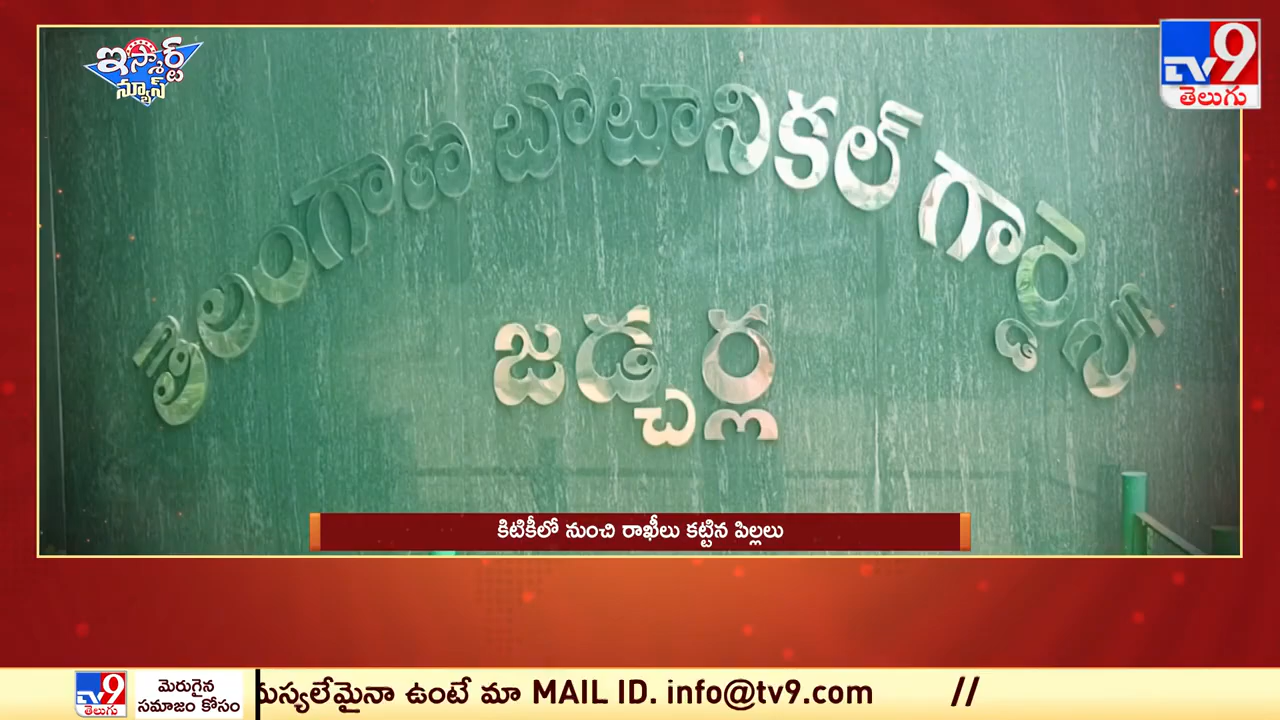 ఇస్మార్ట్
న్యూస్
TV9
తెలుగు
తెలంగాణ బొటానికల్ గార్డెన్
జడ్చర్ల
కిటికీలో నుంచి రాఖీలు కట్టిన పిల్లలు
TV9
తెలుగు
మెరుగైన
సమాజం కోసం
మస్యలేమైనా ఉంటే మా MAIL ID. info@tv9.com //